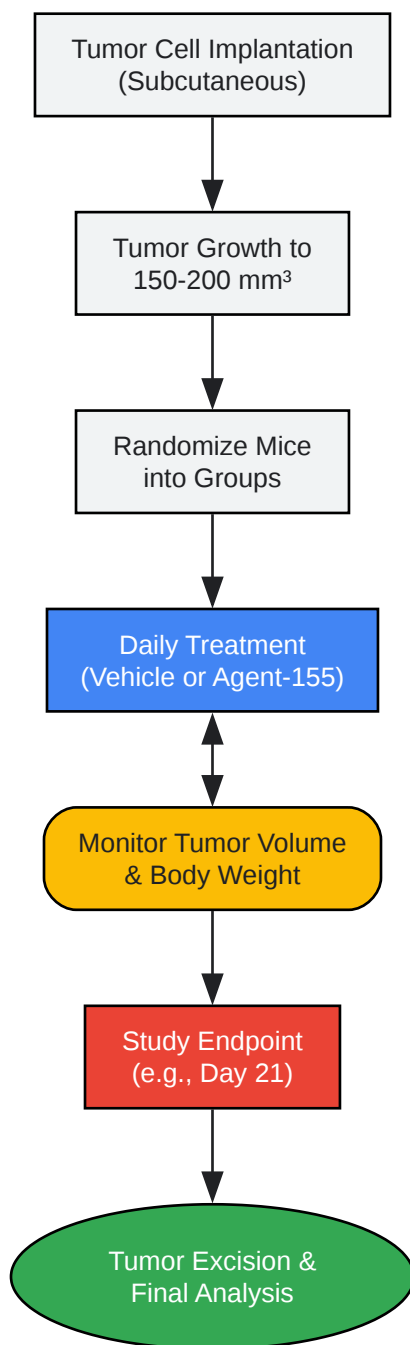 Tumor Cell Implantation
(Subcutaneous)
Tumor Growth to
150-200 mm³
Randomize Mice
into Groups
Daily Treatment
(Vehicle or Agent-155)
Monitor Tumor Volume
& Body Weight
Study Endpoint
(e.g., Day 21)
Tumor Excision &
Final Analysis